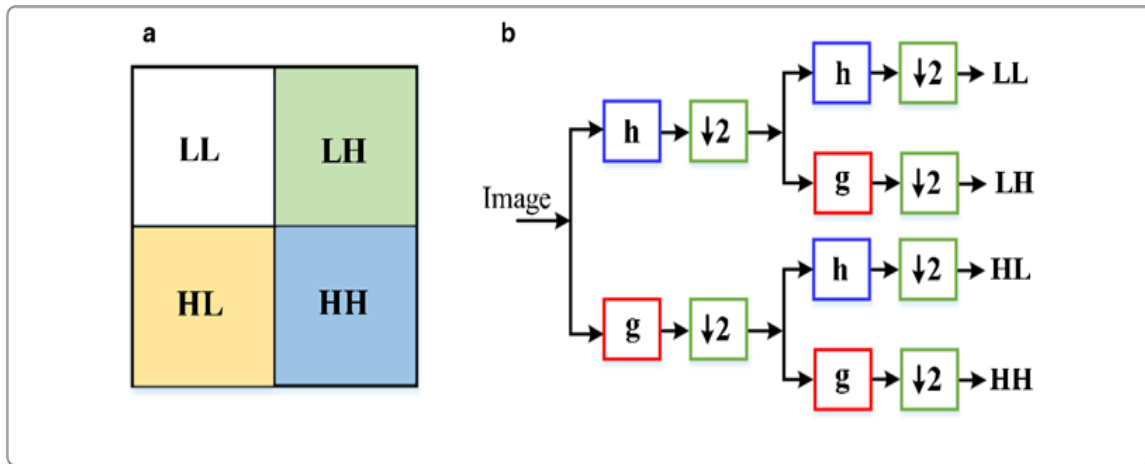 a
LL LH
HL HH
b
Image
h ↓2
h ↓2 LL
g ↓2 LH
g ↓2
h ↓2 HL
g ↓2 HH